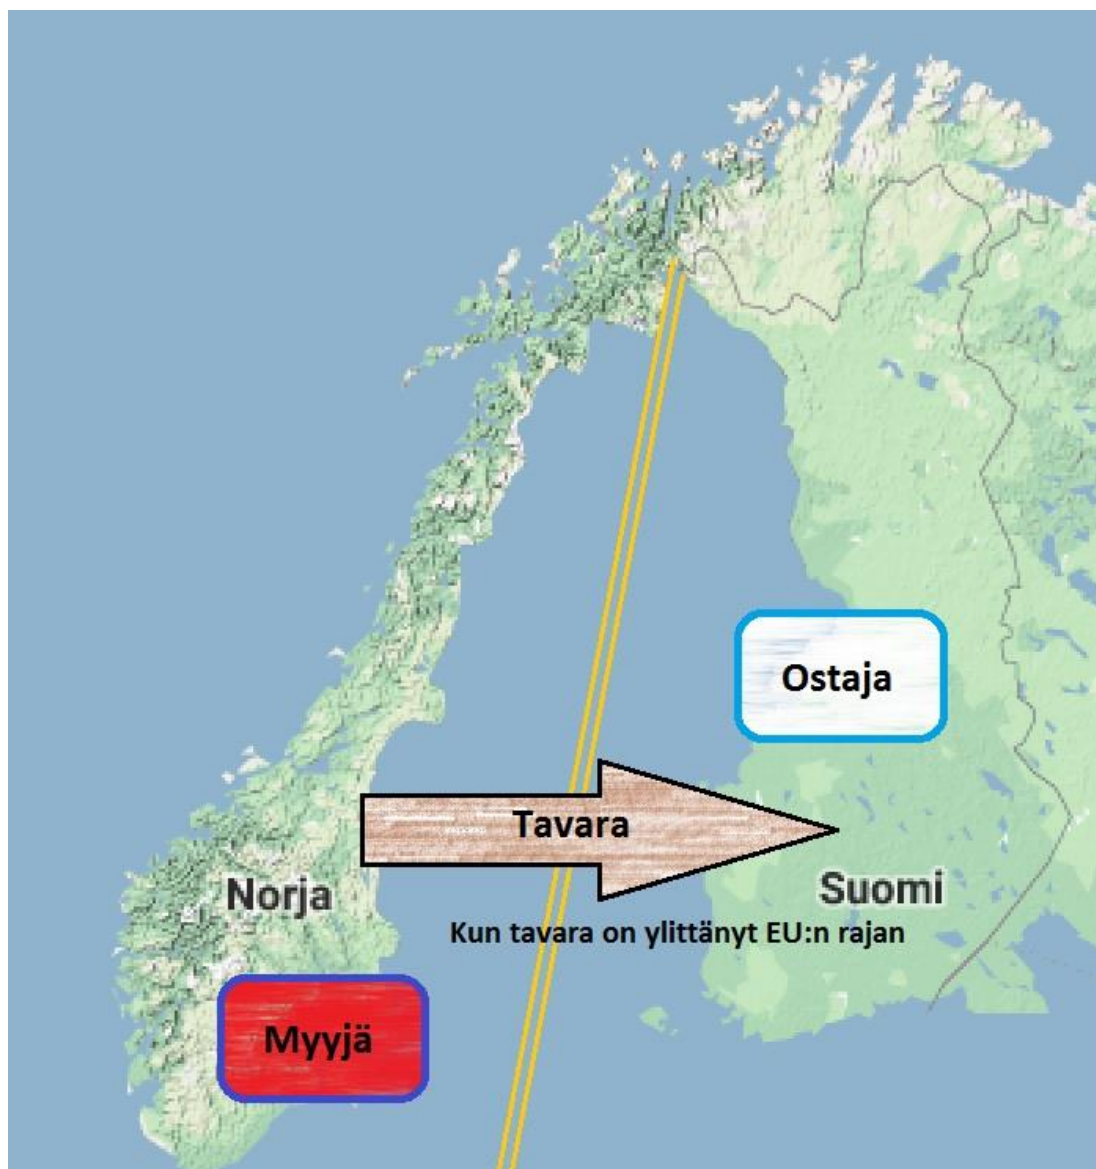 Ostaja
Tavara
Norja
Suomi
Kun tavara on ylittänyt EU:n rajan
Myyjä